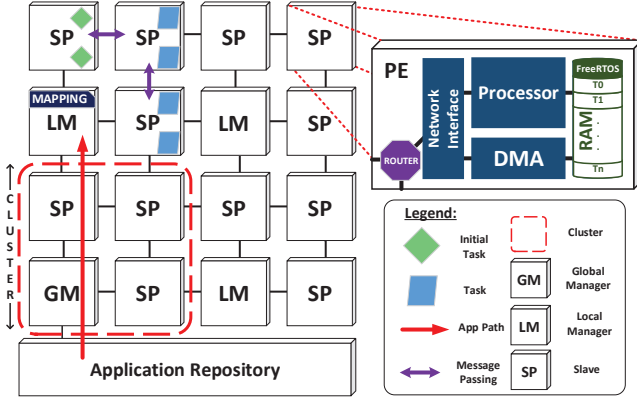 SP SP SP SP
MAPPING
LM SP LM SP
SP SP SP SP
GM SP LM SP
CLUSTER
Application Repository
PE
Network Interface
Processor
DMA
ROUTER
FreeRTOS
T0
T1
RAM
. . . .
Tn
Legend:
Initial
Task
Cluster
Task
GM
Global
Manager
App Path
LM
Local
Manager
Message
Passing
SP
Slave